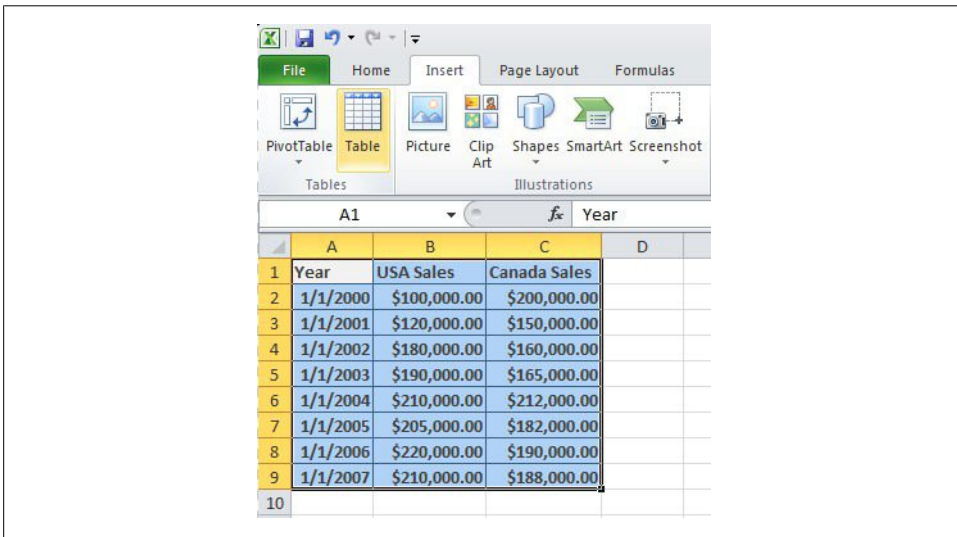 File Home Insert Page Layout Formulas
PivotTable Table Picture Clip Art Shapes SmartArt Screenshot
Tables Illustrations
A1 fx Year
A B C D
1 Year USA Sales Canada Sales
2 1/1/2000 $100,000.00 $200,000.00
3 1/1/2001 $120,000.00 $150,000.00
4 1/1/2002 $180,000.00 $160,000.00
5 1/1/2003 $190,000.00 $165,000.00
6 1/1/2004 $210,000.00 $212,000.00
7 1/1/2005 $205,000.00 $182,000.00
8 1/1/2006 $220,000.00 $190,000.00
9 1/1/2007 $210,000.00 $188,000.00
10